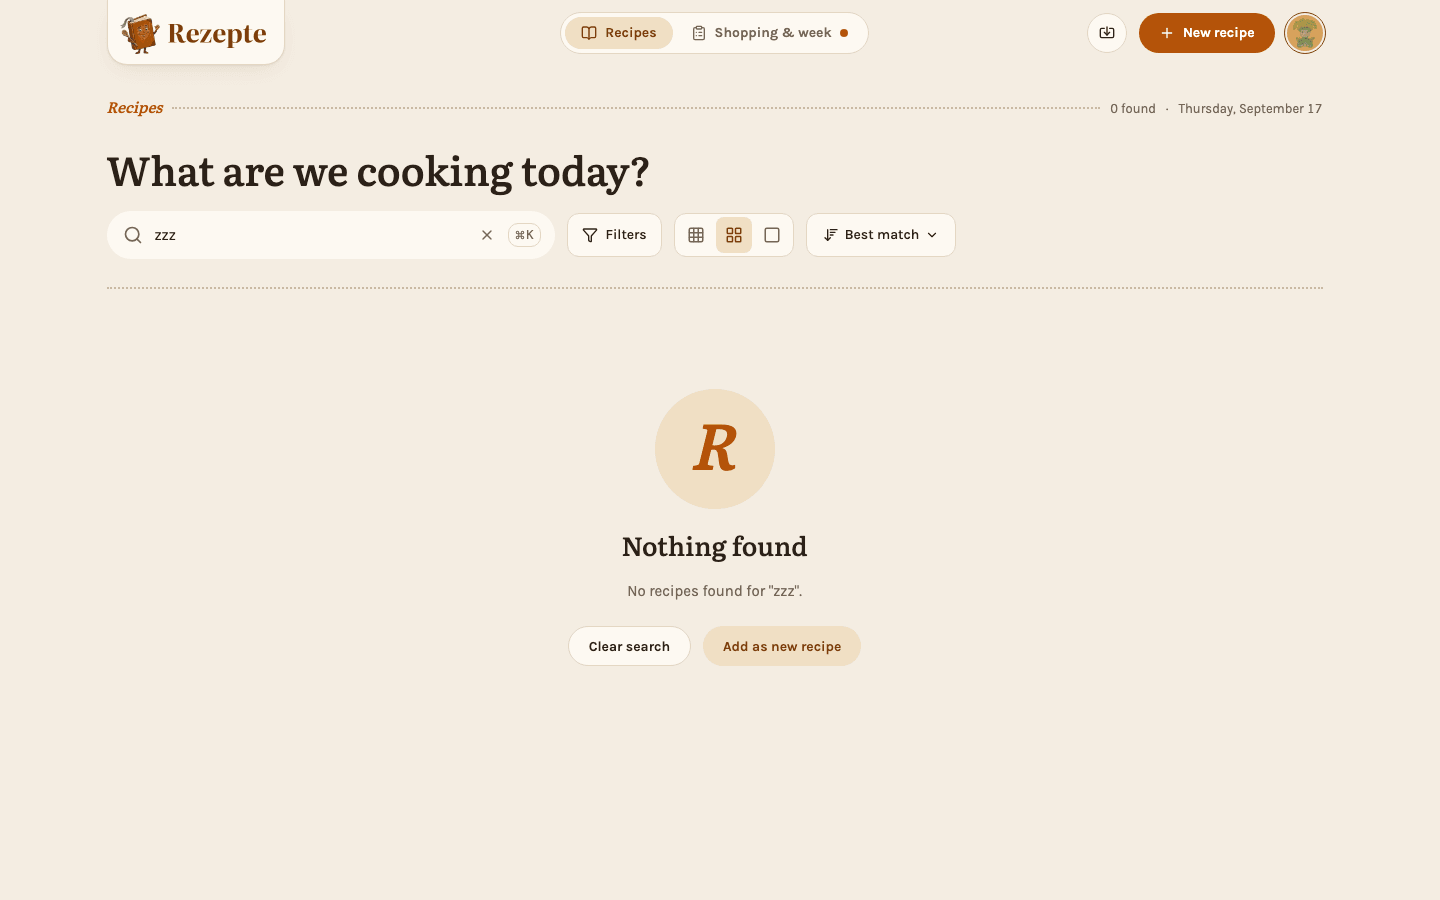 Rezepte
Recipes
Shopping & week
New recipe
Recipes
0 found · Thursday, September 17
What are we cooking today?
zzz
⌘K
Filters
Best match
R
Nothing found
No recipes found for "zzz".
Clear search
Add as new recipe